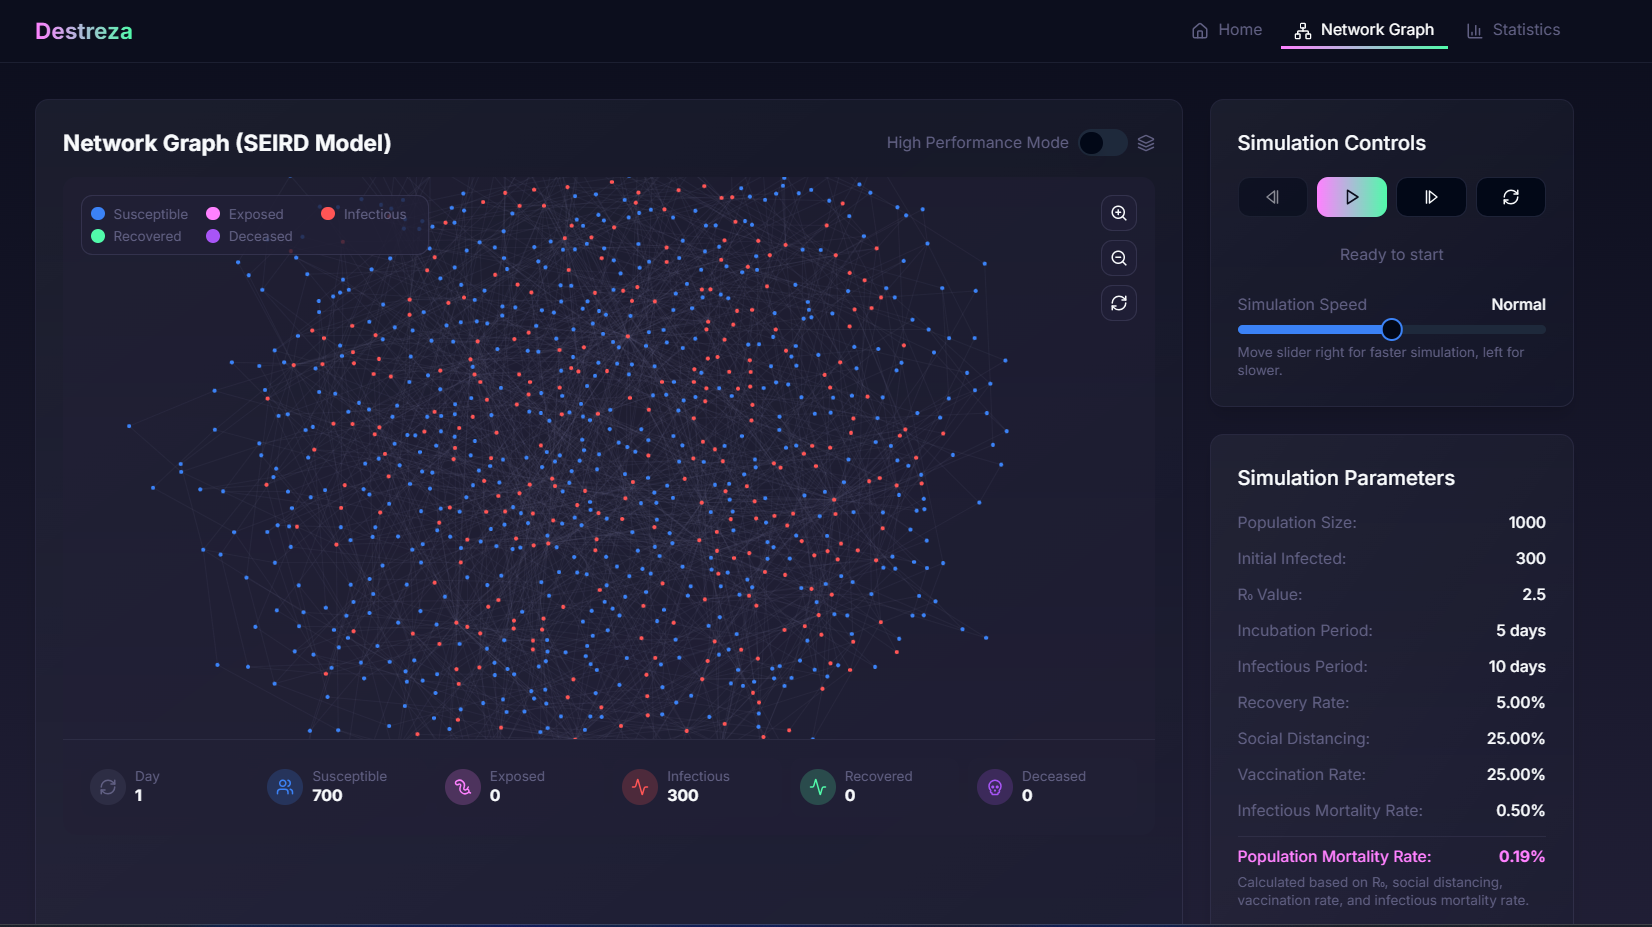 Destreza
Home
Network Graph
Statistics
Network Graph (SEIRD Model)
High Performance Mode
Susceptible
Exposed
Infectious
Recovered
Deceased
Day
1
Susceptible
700
Exposed
0
Infectious
300
Recovered
0
Deceased
0
Simulation Controls
Ready to start
Simulation Speed
Normal
Move slider right for faster simulation, left for
slower.
Simulation Parameters
Population Size: 1000
Initial Infected: 300
R₀ Value: 2.5
Incubation Period: 5 days
Infectious Period: 10 days
Recovery Rate: 5.00%
Social Distancing: 25.00%
Vaccination Rate: 25.00%
Infectious Mortality Rate: 0.50%
Population Mortality Rate: 0.19%
Calculated based on R₀, social distancing,
vaccination rate, and infectious mortality rate.